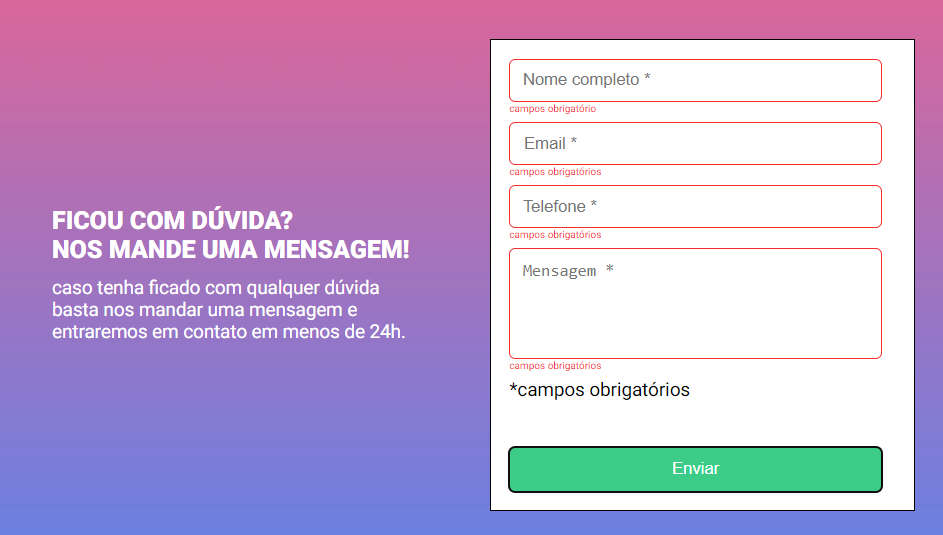 FICOU COM DÚVIDA?
NOS MANDE UMA MENSAGEM!
caso tenha ficado com qualquer dúvida
basta nos mandar uma mensagem e
entraremos em contato em menos de 24h.
Nome completo *
campos obrigatório
Email *
campos obrigatórios
Telefone *
campos obrigatórios
Mensagem *
campos obrigatórios
*campos obrigatórios
Enviar